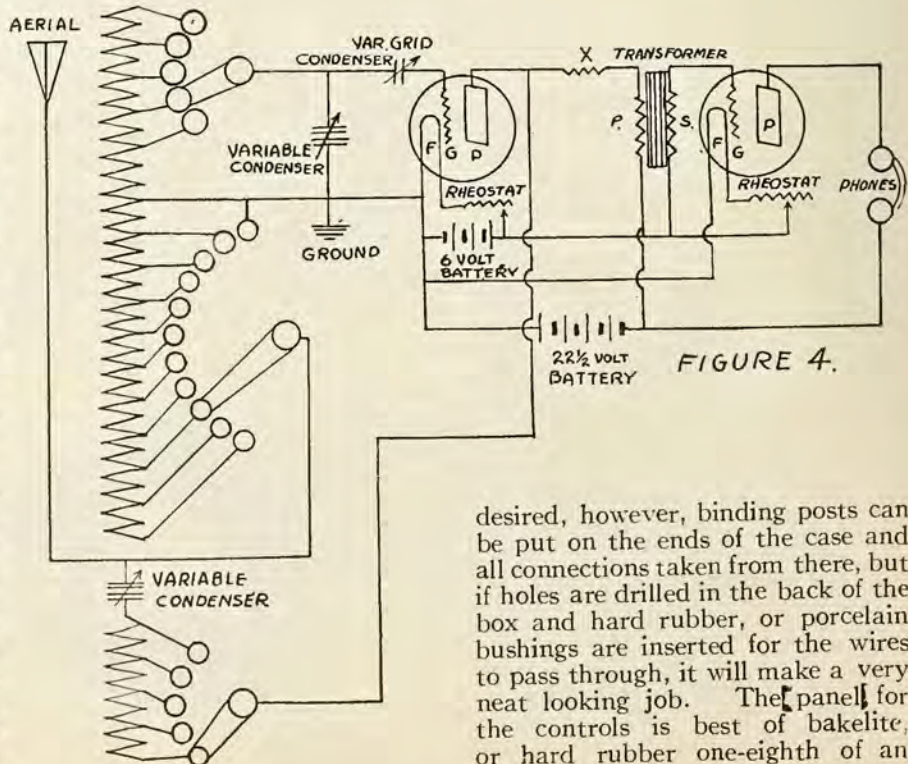 AERIAL
VAR. GRID
CONDENSER
X TRANSFORMER
VARIABLE
CONDENSER
F G P
P. S.
F G P
RHEOSTAT
RHEOSTAT
PHONES
GROUND
6 VOLT
BATTERY
22½ VOLT
BATTERY
FIGURE 4.
VARIABLE
CONDENSER
desired, however, binding posts can
be put on the ends of the case and
all connections taken from there, but
if holes are drilled in the back of the
box and hard rubber, or porcelain
bushings are inserted for the wires
to pass through, it will make a very
neat looking job. The panel for
the controls is best of bakelite,
or hard rubber one-eighth of an